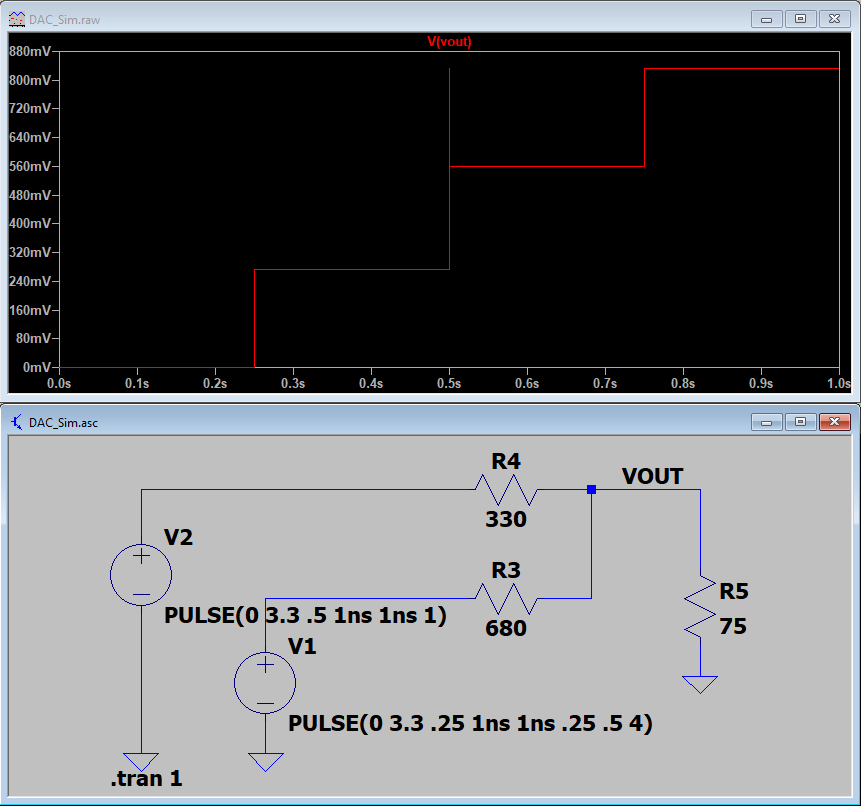 DAC_Sim.raw
V(vout)
880mV
800mV
720mV
640mV
560mV
480mV
400mV
320mV
240mV
160mV
80mV
0mV
0.0s 0.1s 0.2s 0.3s 0.4s 0.5s 0.6s 0.7s 0.8s 0.9s 1.0s
DAC_Sim.asc
R4
VOUT
330
V2
R3
R5
PULSE(0 3.3 .5 1ns 1ns 1)
680
75
V1
PULSE(0 3.3 .25 1ns 1ns .25 .5 4)
.tran 1